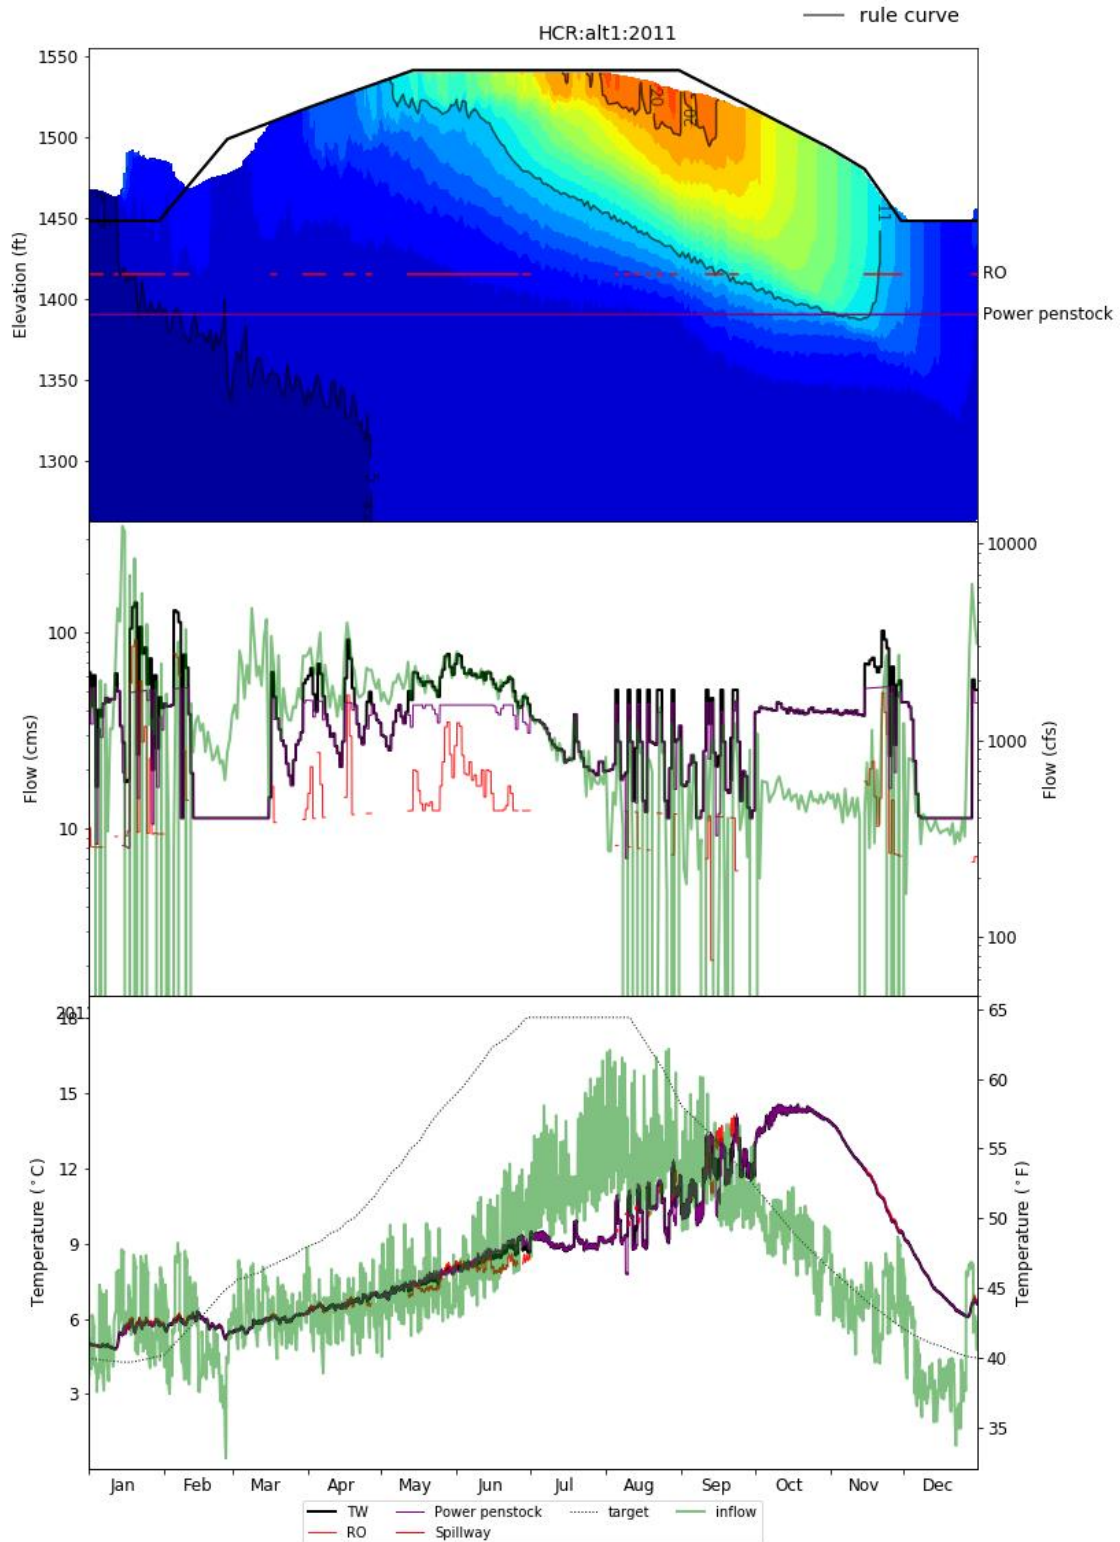 rule curve
HCR:alt1:2011
1550
1500
1450
1400
1350
1300
Elevation (ft)
20
20
11
RO
Power penstock
100
10
Flow (cms)
10000
1000
100
Flow (cfs)
18
15
12
9
6
3
Temperature (°C)
65
60
55
50
45
40
35
Temperature (°F)
Jan Feb Mar Apr May Jun Jul Aug Sep Oct Nov Dec
TW Power penstock target inflow
RO Spillway